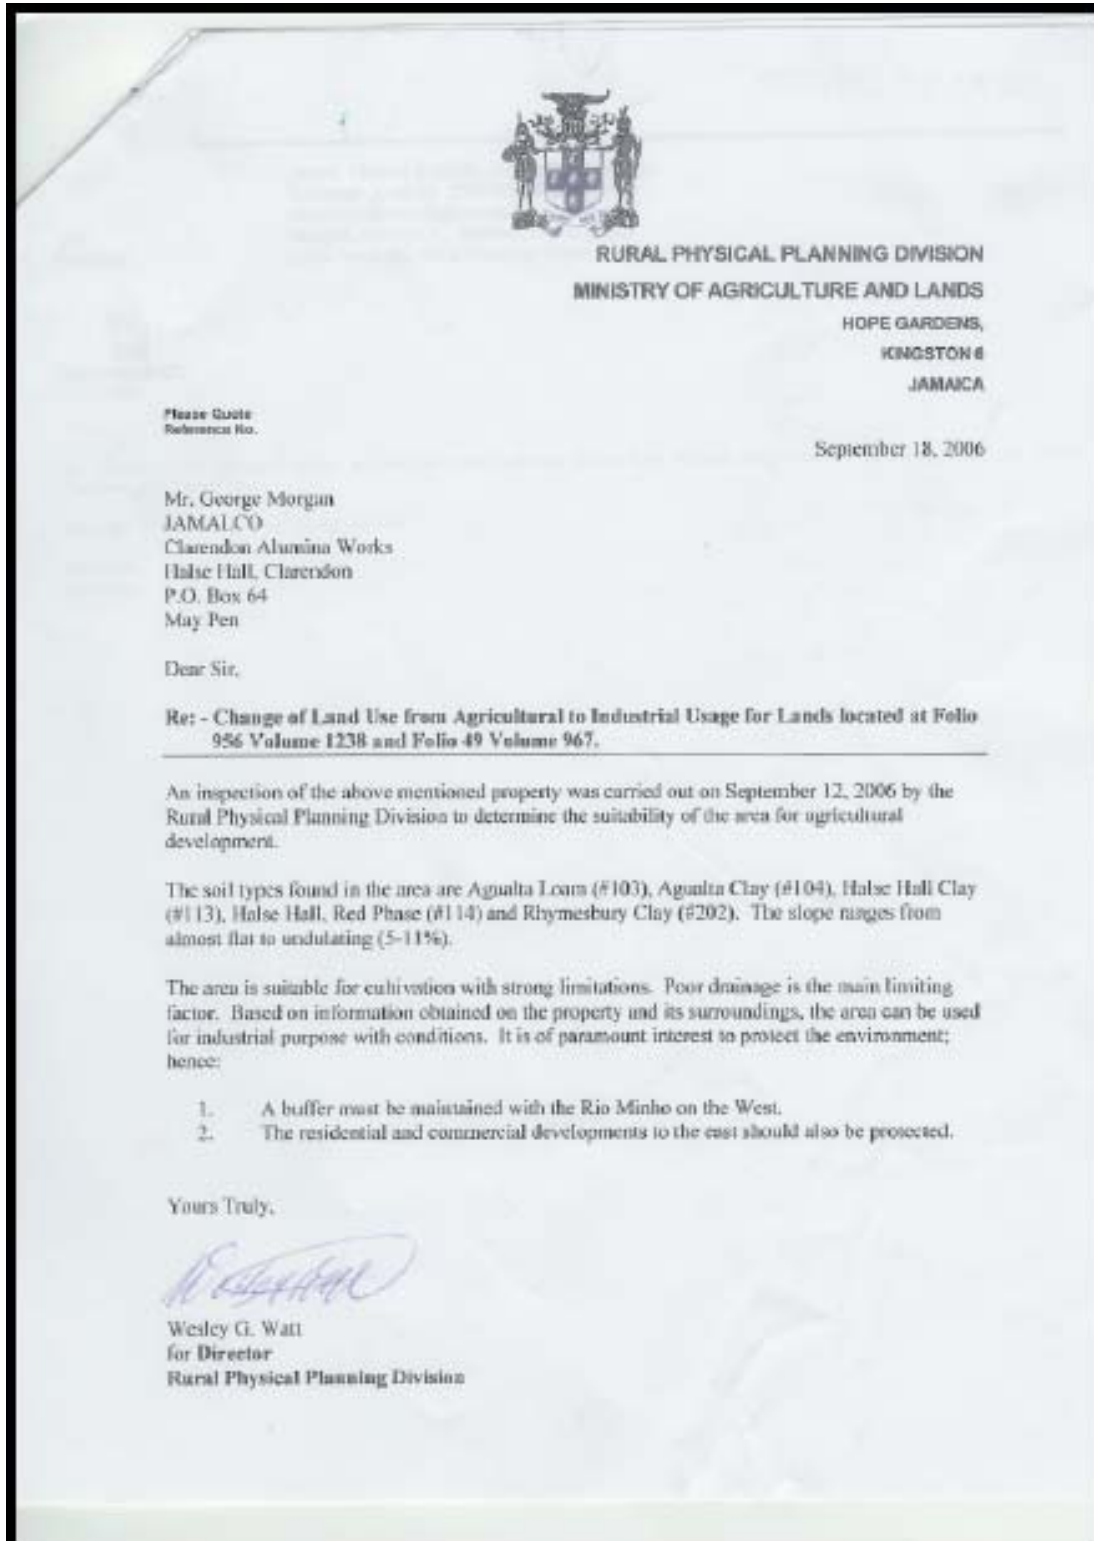 RURAL PHYSICAL PLANNING DIVISION
MINISTRY OF AGRICULTURE AND LANDS
HOPE GARDENS,
KINGSTON 6
JAMAICA
Please Quote
Reference No.
September 18, 2006
Mr. George Morgan
JAMALCO
Clarendon Alumina Works
Halse Hall, Clarendon
P.O. Box 64
May Pen
Dear Sir,
Re: - Change of Land Use from Agricultural to Industrial Usage for Lands located at Folio
956 Volume 1238 and Folio 49 Volume 967.
An inspection of the above mentioned property was carried out on September 12, 2006 by the
Rural Physical Planning Division to determine the suitability of the area for agricultural
development.
The soil types found in the area are Agualta Loam (#103), Agualta Clay (#104), Halse Hall Clay
(#113), Halse Hall, Red Phase (#114) and Rhymesbury Clay (#202). The slope ranges from
almost flat to undulating (5-11%).
The area is suitable for cultivation with strong limitations. Poor drainage is the main limiting
factor. Based on information obtained on the property and its surroundings, the area can be used
for industrial purpose with conditions. It is of paramount interest to protect the environment;
hence:
1. A buffer must be maintained with the Rio Minho on the West.
2. The residential and commercial developments to the east should also be protected.
Yours Truly,
Wesley G. Watt
for Director
Rural Physical Planning Division